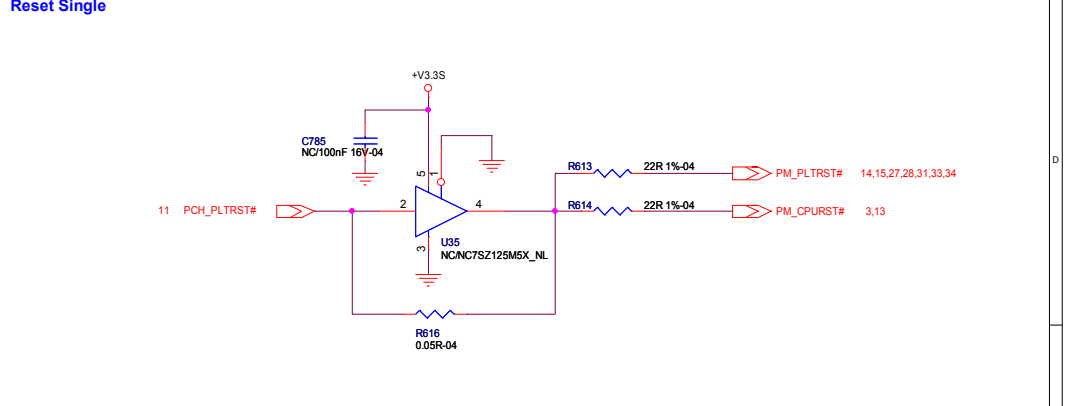 Reset Single
+V3.3S
C785
NC/100nF 16V-04
5
1
R613
22R 1%-04
PM_PLTRST#
14,15,27,28,31,33,34
D
11
PCH_PLTRST#
2
4
R614
22R 1%-04
PM_CPURST#
3,13
3
U35
NC/NC7SZ125M5X_NL
R616
0.05R-04